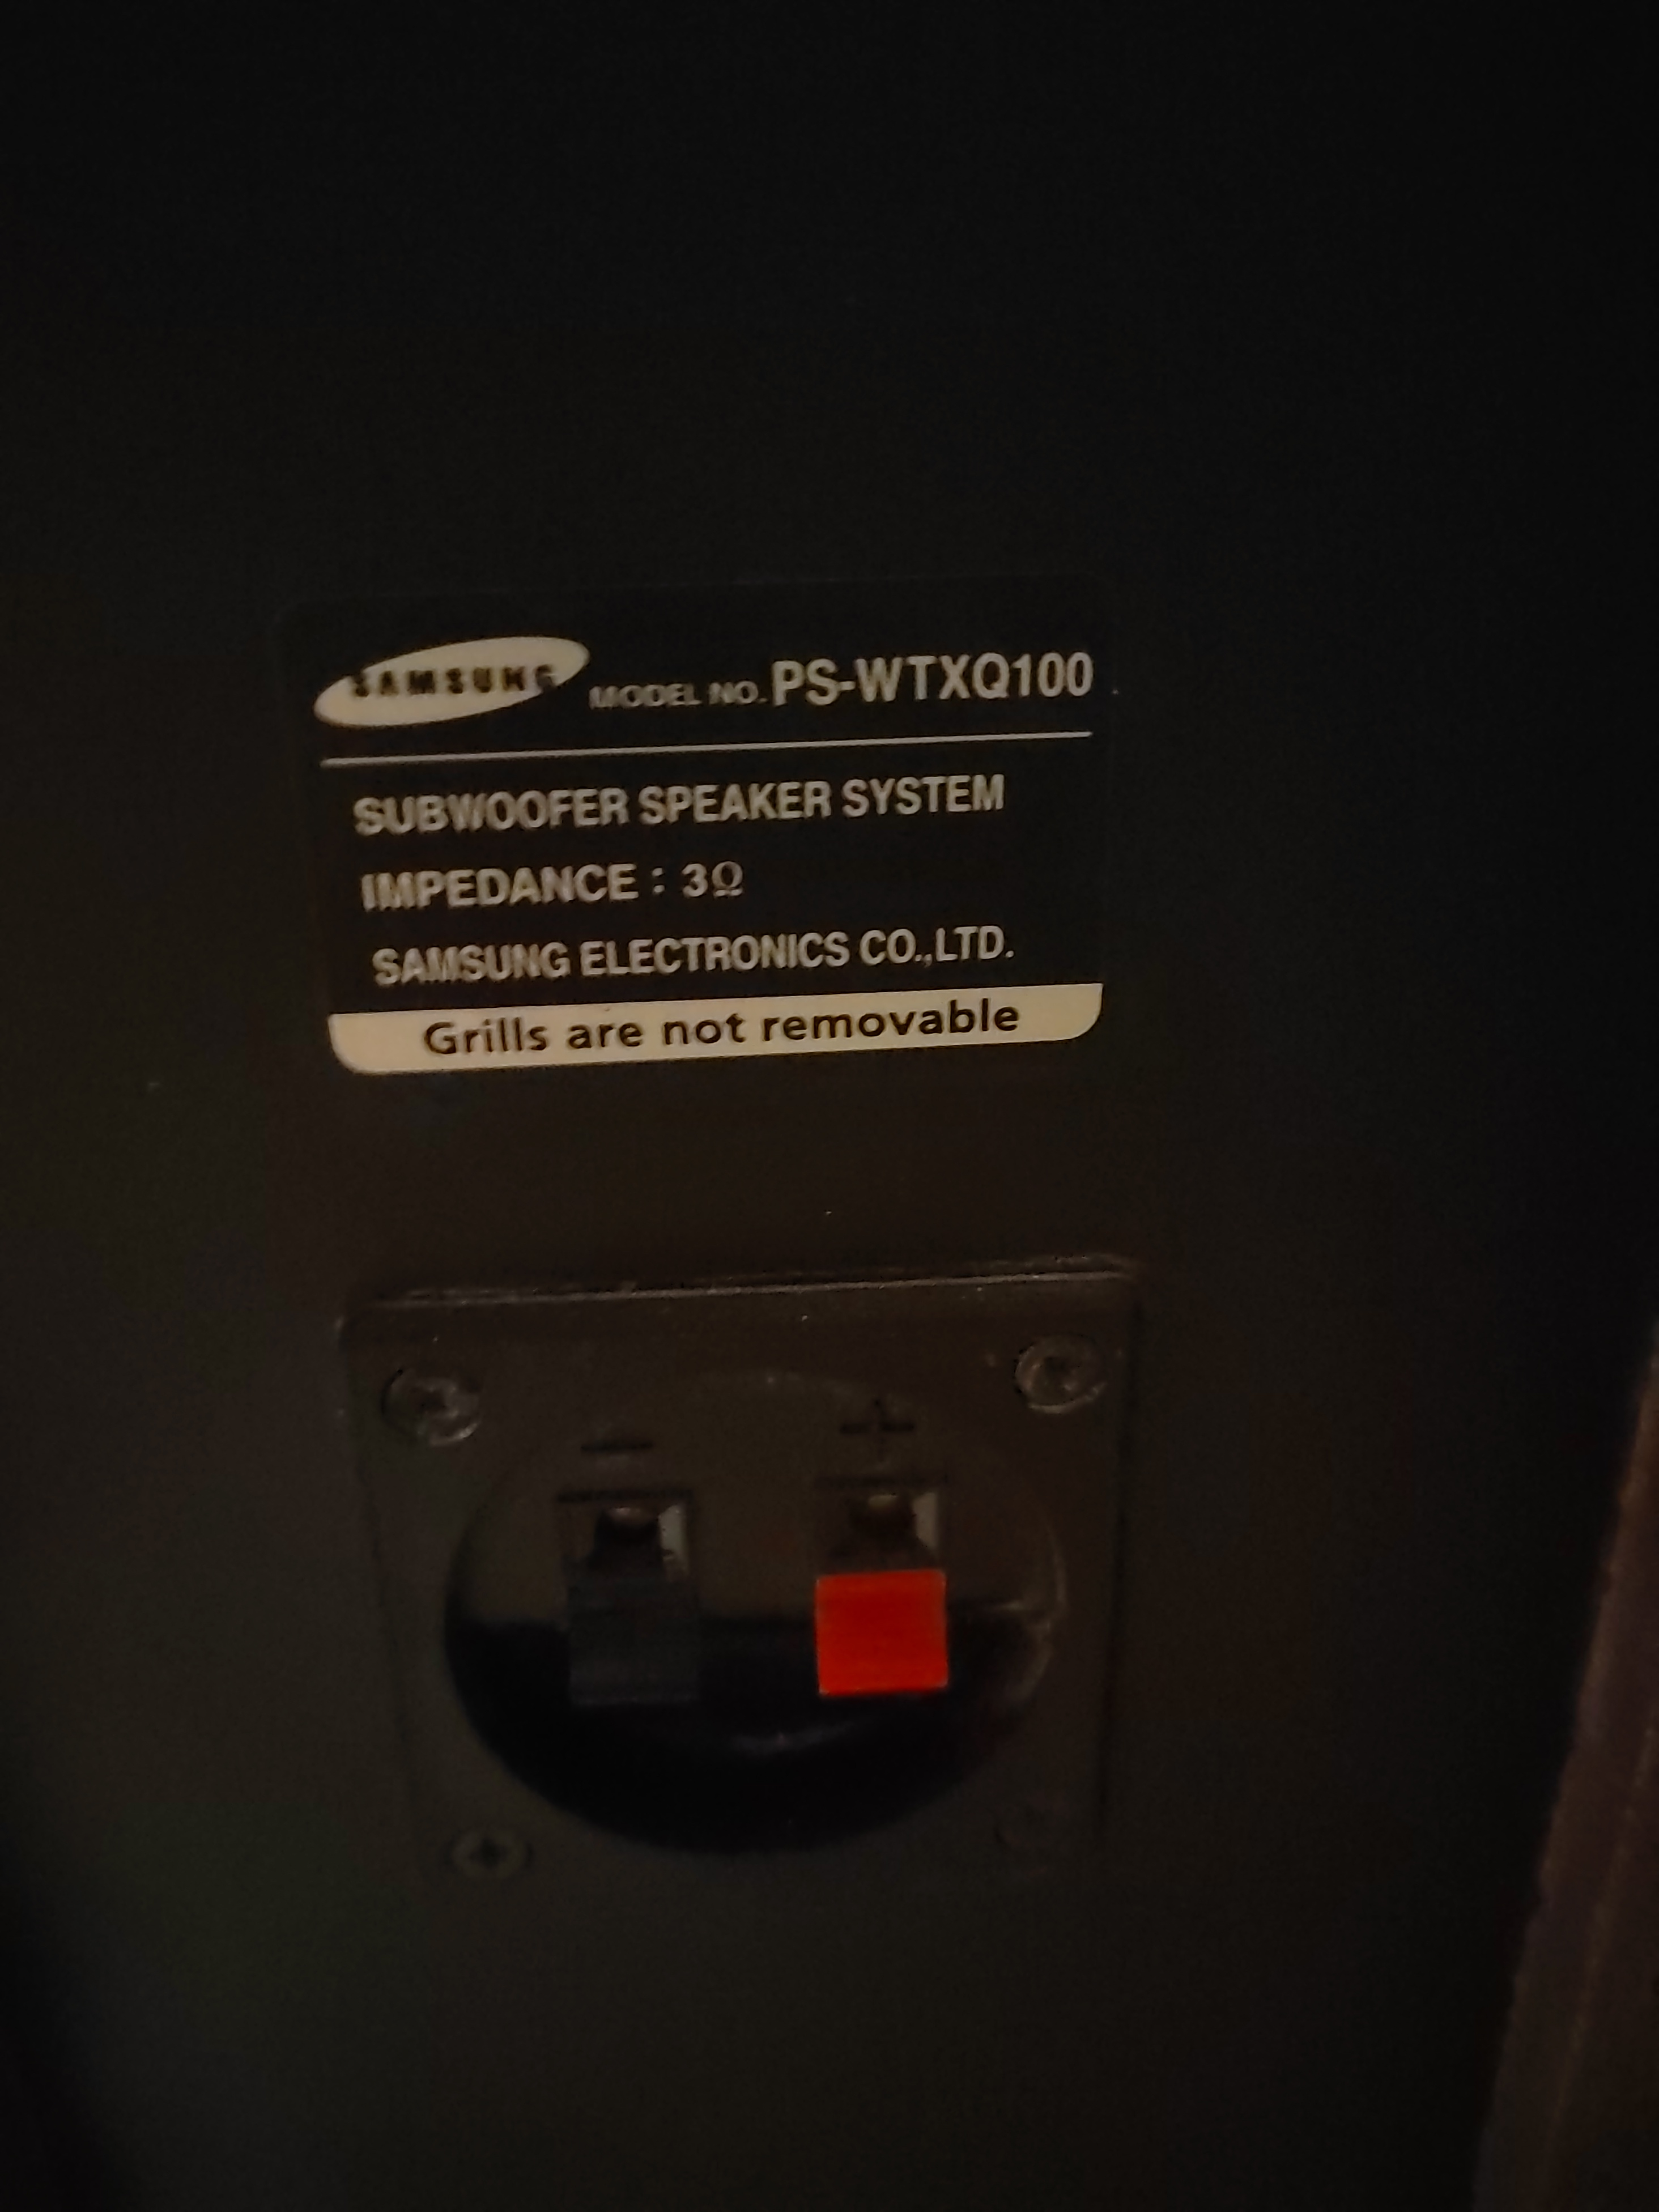 SAMSUNG MODEL NO. PS-WTXQ100
SUBWOOFER SPEAKER SYSTEM
IMPEDANCE : 3Ω
SAMSUNG ELECTRONICS CO.,LTD.
Grills are not removable
− +